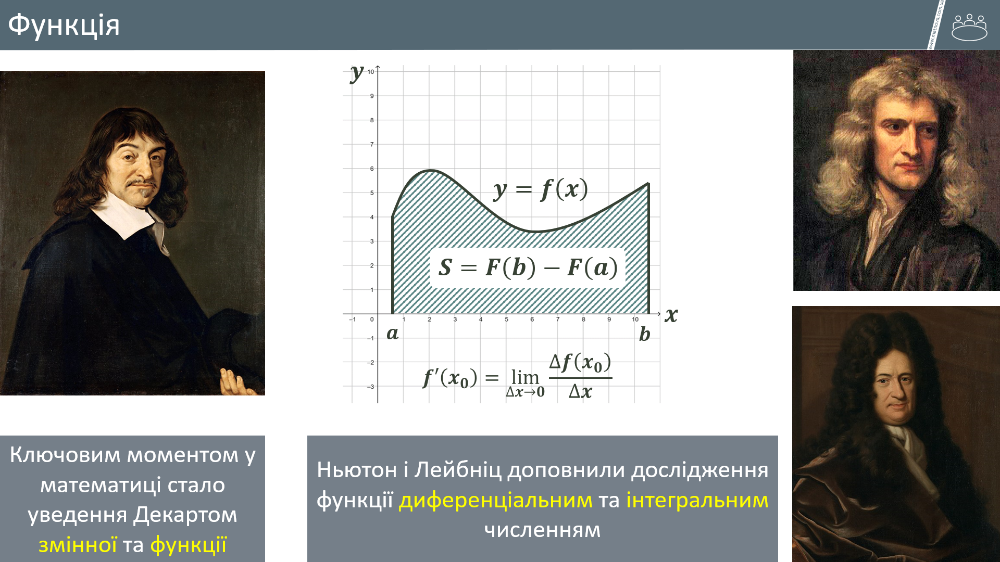 Функція
www.matnova.com.ua
y
10
9
8
7
6
5
4
3
2
1
y = f(x)
S = F(b) − F(a)
−1 0 1 2 3 4 5 6 7 8 9 10
x
a b
−1
−2
−3
f′(x₀) = lim Δx→0 Δf(x₀) / Δx
Ключовим моментом у
математиці стало
уведення Декартом
змінної та функції
Ньютон і Лейбніц доповнили дослідження
функції диференціальним та інтегральним
численням